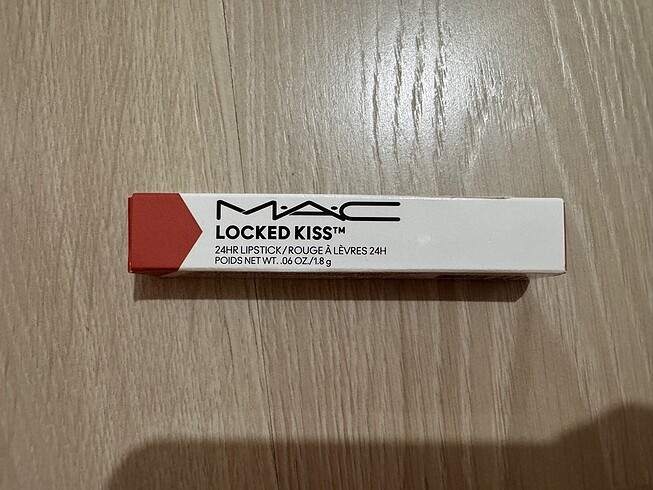 M·A·C
LOCKED KISS™
24HR LIPSTICK/ROUGE À LÈVRES 24H
POIDS NET WT. .06 OZ./1.8 g